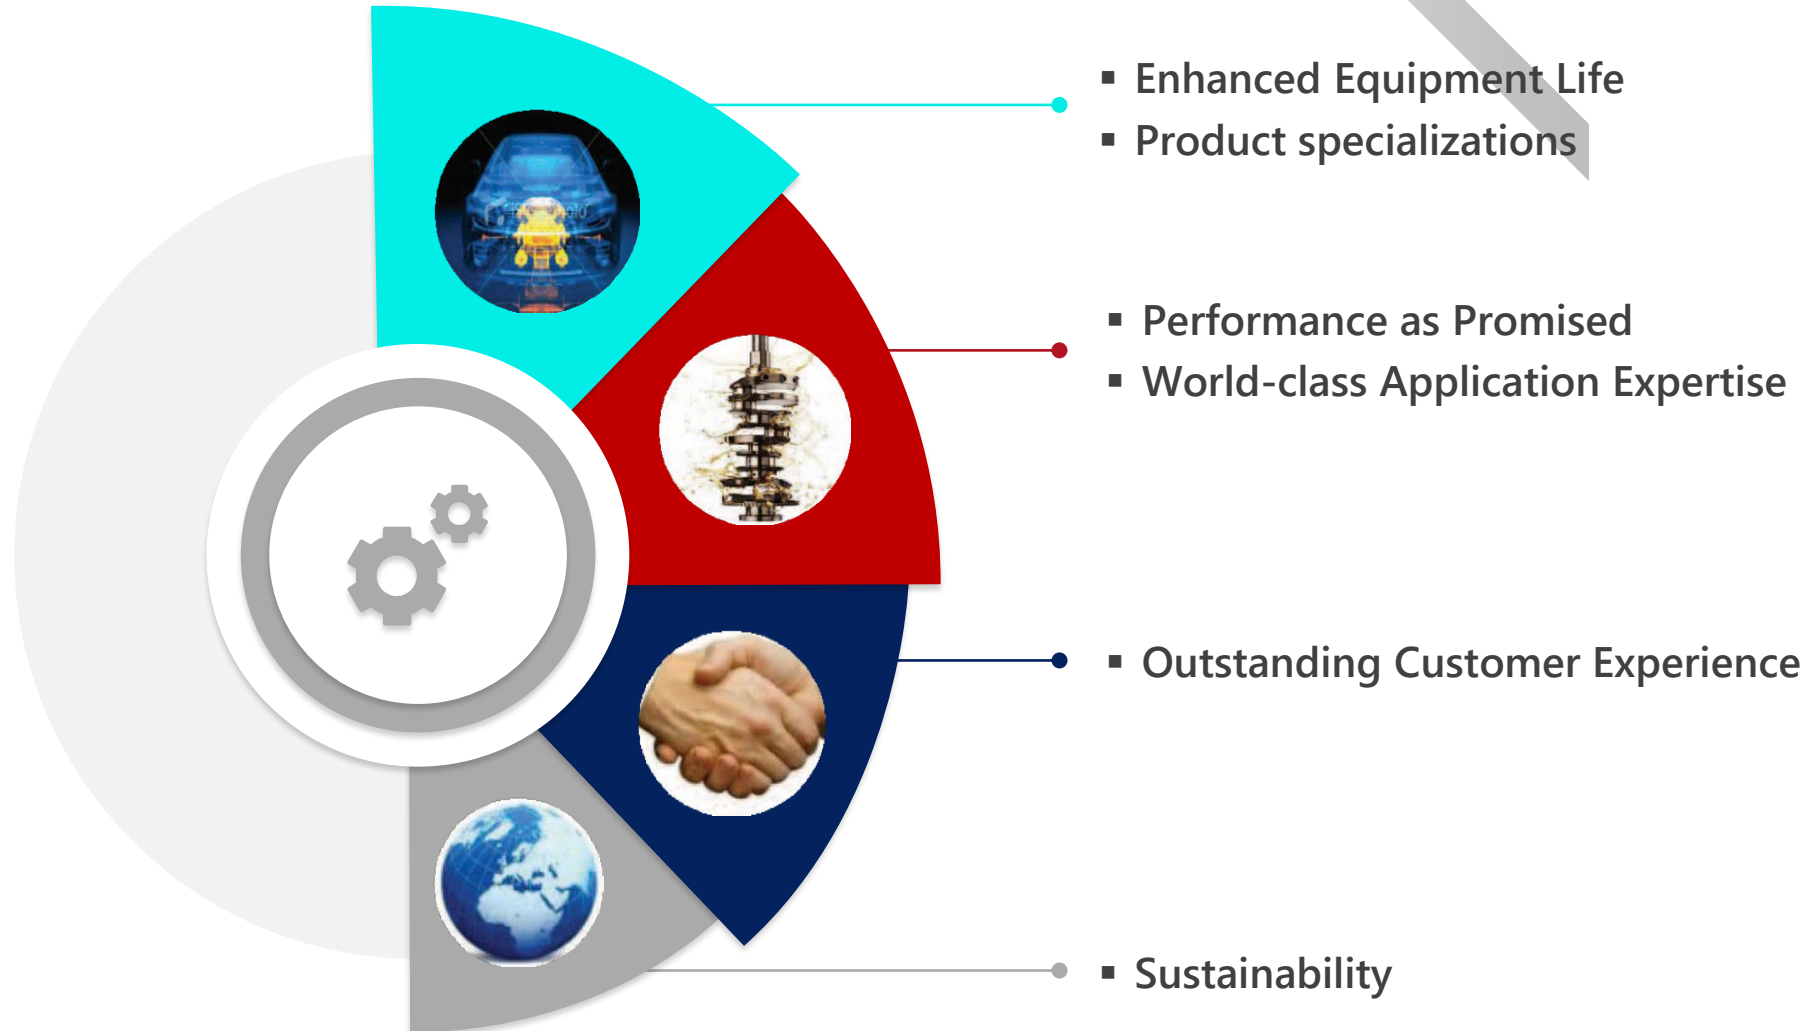 ▪ Enhanced Equipment Life
▪ Product specializations
▪ Performance as Promised
▪ World-class Application Expertise
▪ Outstanding Customer Experience
▪ Sustainability